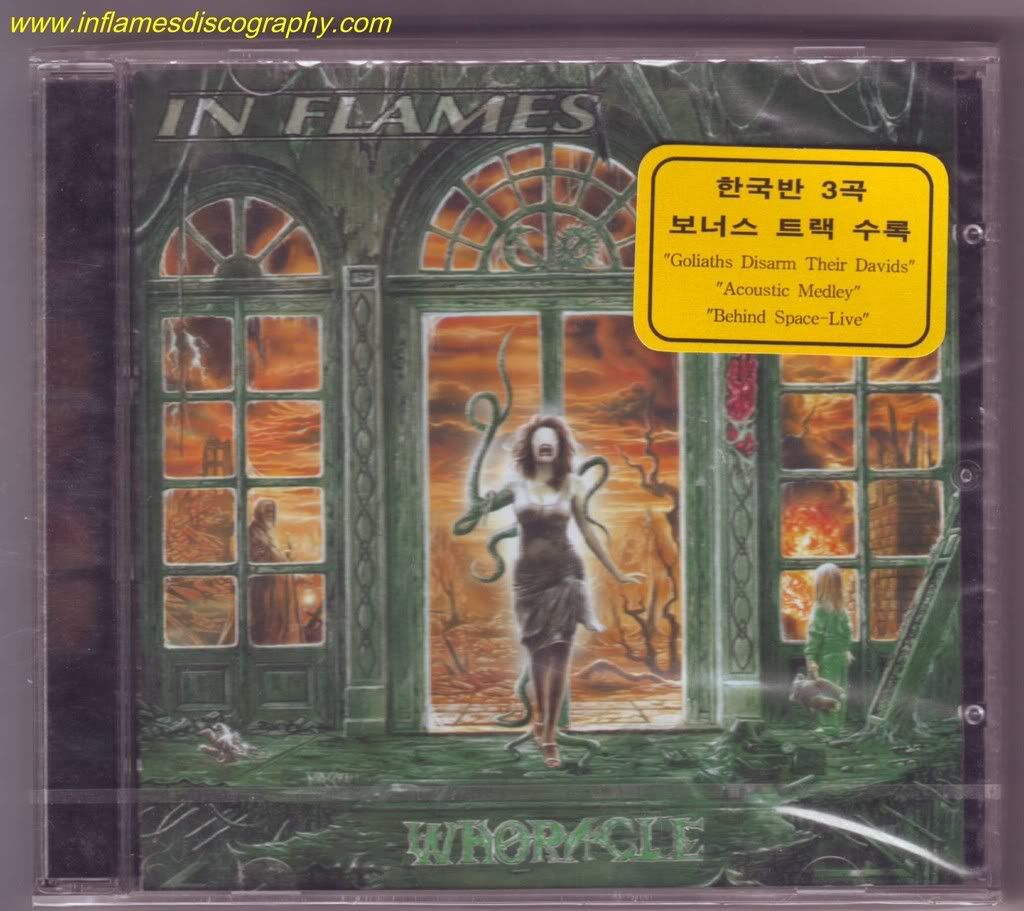 www.inflamesdiscography.com
IN FLAMES
한국반 3곡
보너스 트랙 수록
"Goliaths Disarm Their Davids"
"Acoustic Medley"
"Behind Space-Live"
WHORACLE